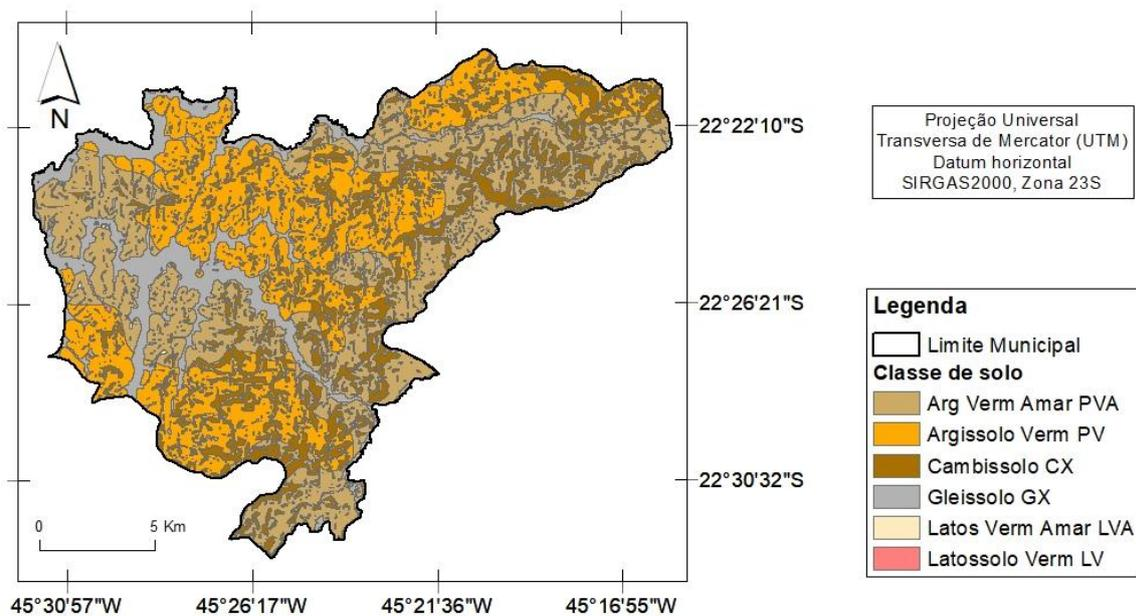 N
22°22'10"S
22°26'21"S
22°30'32"S
0 5 Km
45°30'57"W 45°26'17"W 45°21'36"W 45°16'55"W
Projeção Universal
Transversa de Mercator (UTM)
Datum horizontal
SIRGAS2000, Zona 23S
Legenda
Limite Municipal
Classe de solo
Arg Verm Amar PVA
Argissolo Verm PV
Cambissolo CX
Gleissolo GX
Latos Verm Amar LVA
Latossolo Verm LV